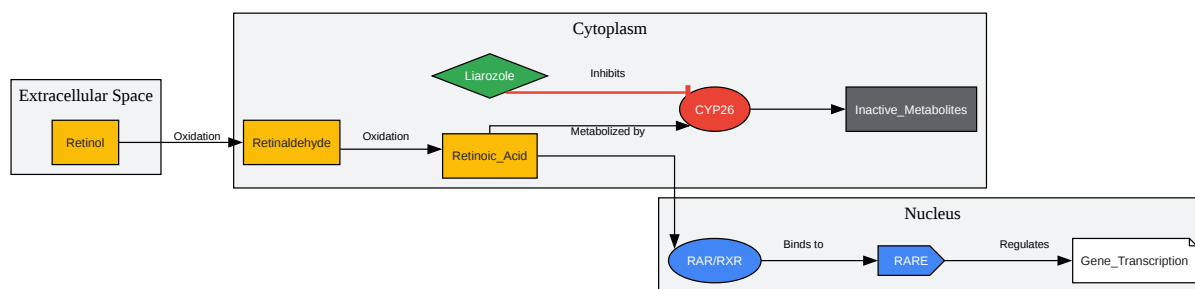 Cytoplasm
Liarozole
Inhibits
Extracellular Space
CYP26
Inactive_Metabolites
Retinol
Oxidation
Retinaldehyde
Oxidation
Retinoic_Acid
Metabolized by
Nucleus
RAR/RXR
Binds to
RARE
Regulates
Gene_Transcription